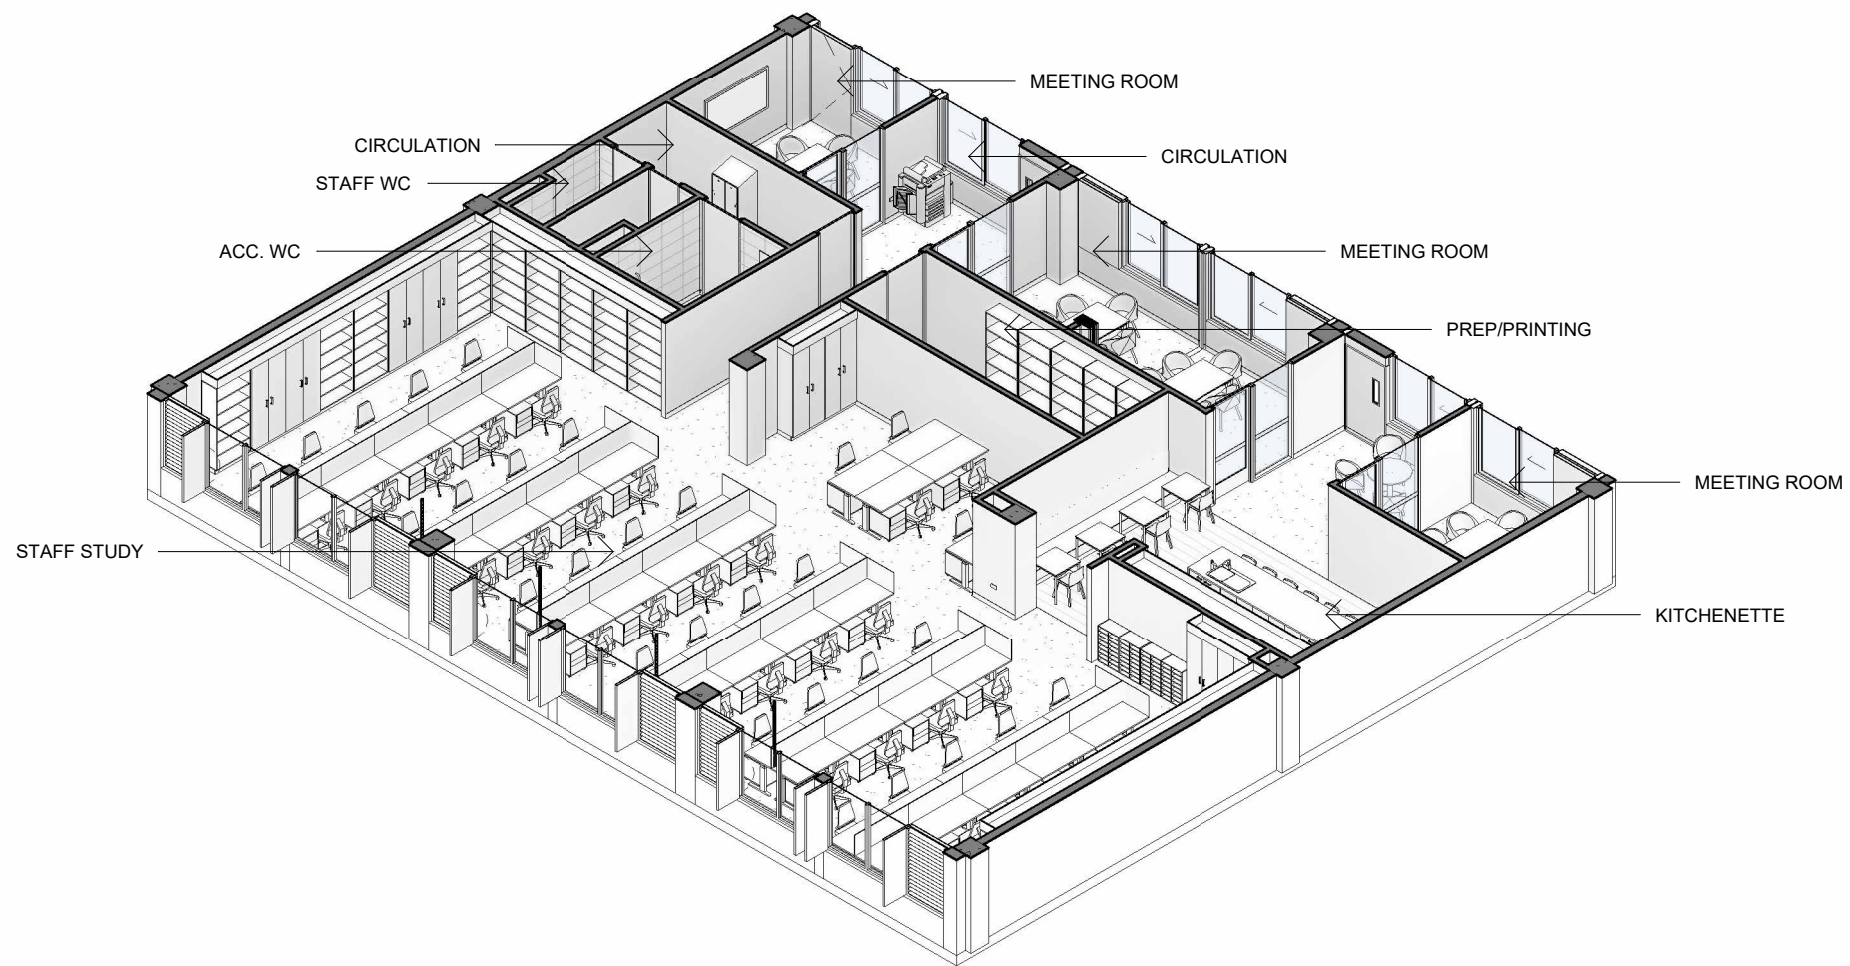 MEETING ROOM
CIRCULATION
CIRCULATION
STAFF WC
ACC. WC
MEETING ROOM
PREP/PRINTING
MEETING ROOM
STAFF STUDY
KITCHENETTE